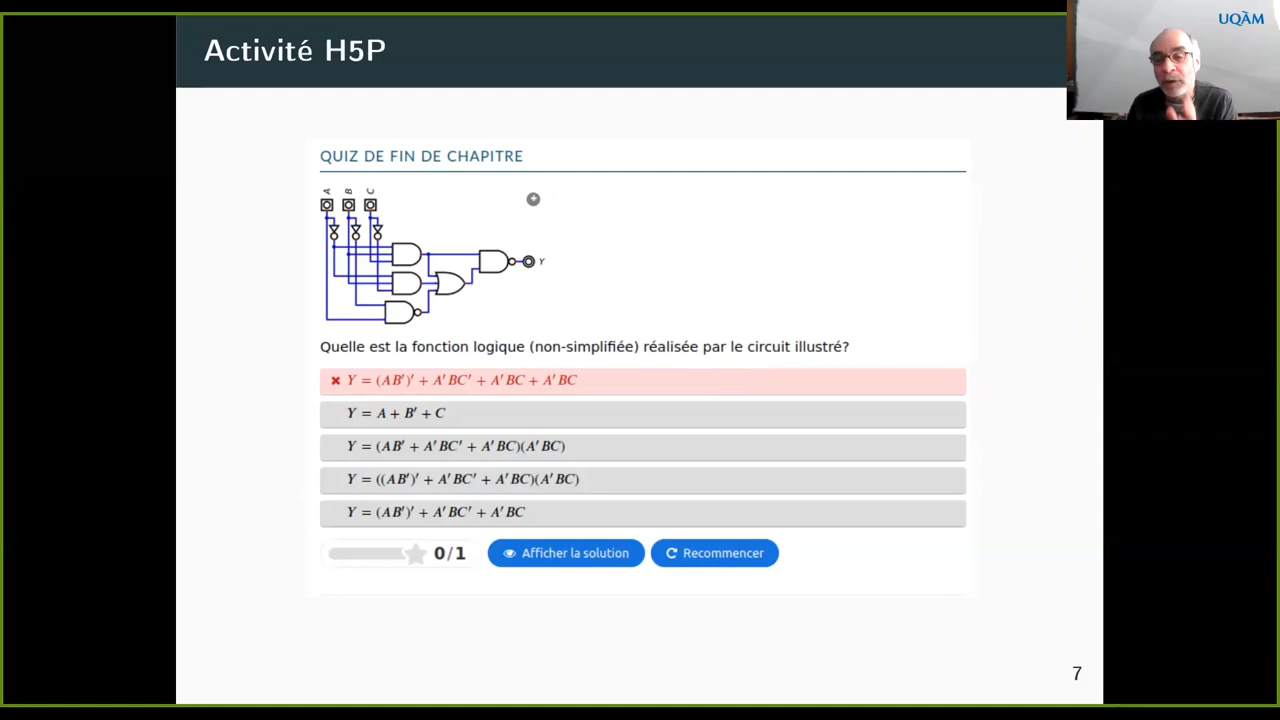 Activité H5P
UQÀM
QUIZ DE FIN DE CHAPITRE
A B C
Y
Quelle est la fonction logique (non-simplifiée) réalisée par le circuit illustré?
✖ Y = (AB′)′ + A′BC′ + A′BC + A′BC
Y = A + B′ + C
Y = (AB′ + A′BC′ + A′BC)(A′BC)
Y = ((AB′)′ + A′BC′ + A′BC)(A′BC)
Y = (AB′)′ + A′BC′ + A′BC
0/1 Afficher la solution Recommencer
7